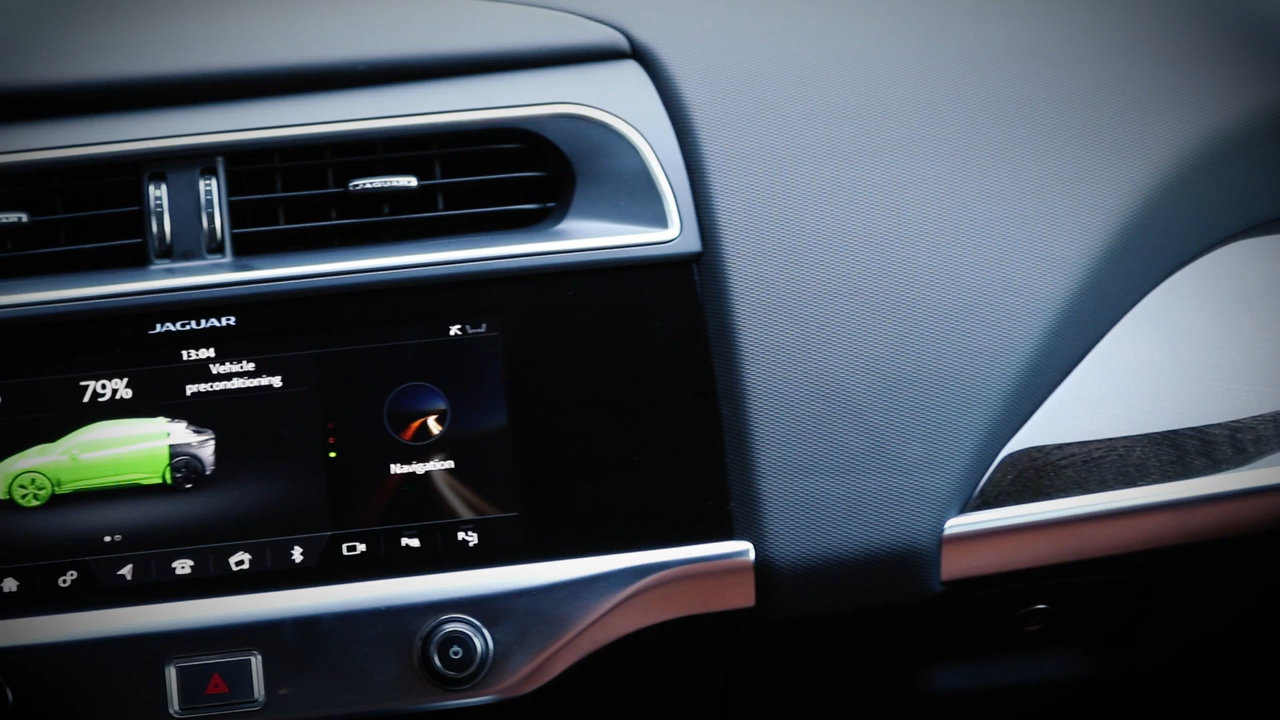 JAGUAR
JAGUAR
13:04
79%
Vehicle
preconditioning
Navigation